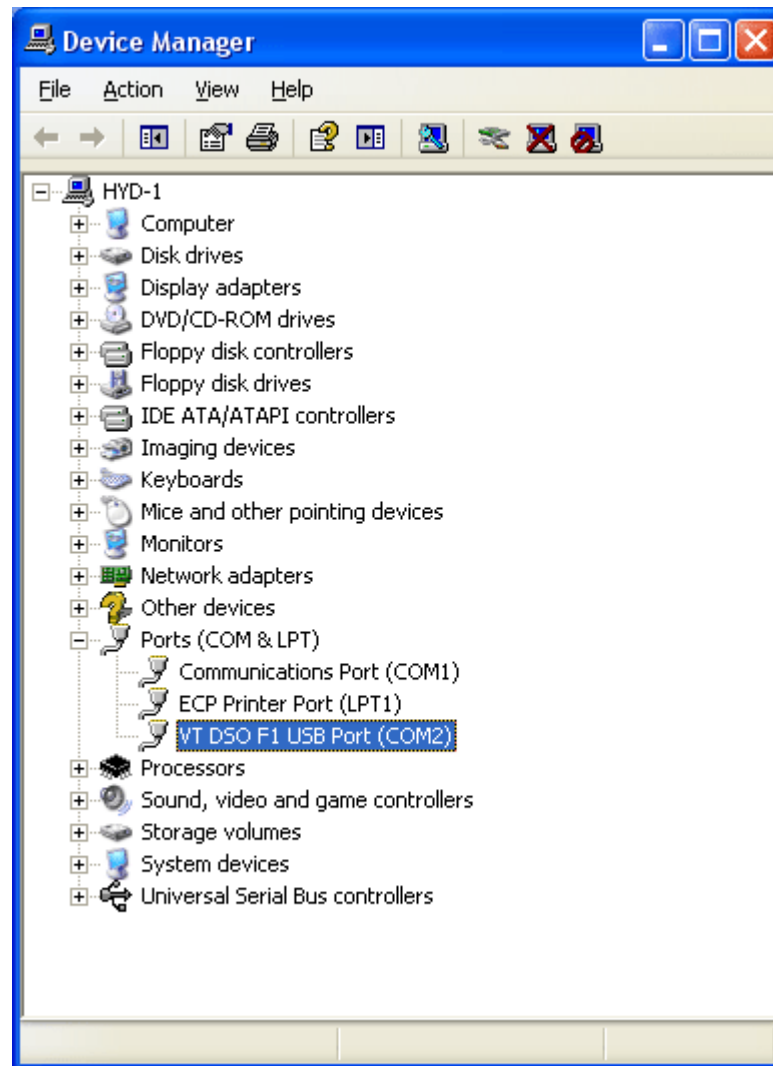 Device Manager
File Action View Help
HYD-1
Computer
Disk drives
Display adapters
DVD/CD-ROM drives
Floppy disk controllers
Floppy disk drives
IDE ATA/ATAPI controllers
Imaging devices
Keyboards
Mice and other pointing devices
Monitors
Network adapters
Other devices
Ports (COM & LPT)
Communications Port (COM1)
ECP Printer Port (LPT1)
VT DSO F1 USB Port (COM2)
Processors
Sound, video and game controllers
Storage volumes
System devices
Universal Serial Bus controllers